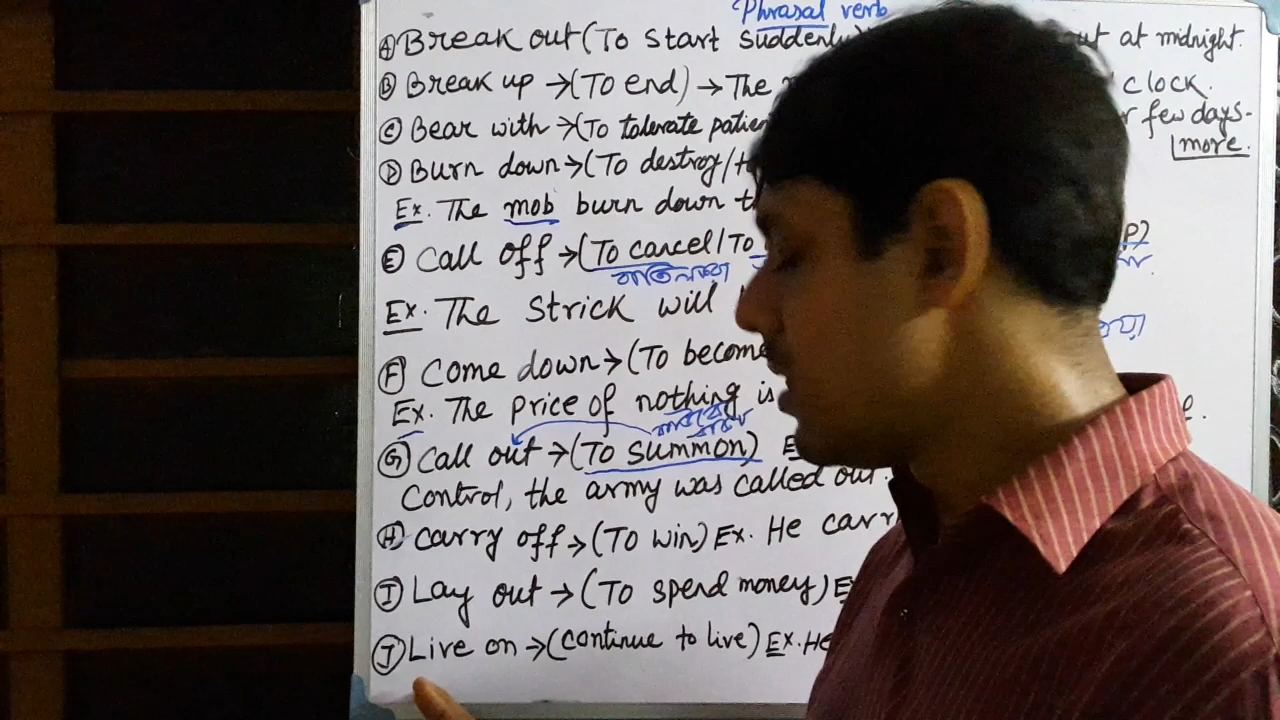 Phrasal verb
Ⓐ Break out (To start suddenly) out at midnight.
Ⓑ Break up → (To end) → The clock.
Ⓒ Bear with → (To tolerate few days-
more.
Ⓓ Burn down → (To destroy/
Ex. The mob burn down
Ⓔ Call off → (To cancel/To P)
Ex. The Strick will
Ⓕ Come down → (To become
Ex. The price of nothing is
Ⓖ Call out → (To summon)
Control, the army was called out.
Ⓗ Carry off → (To win) Ex. He
Ⓘ Lay out → (To spend money)
Ⓙ Live on → (continue to live) Ex. He